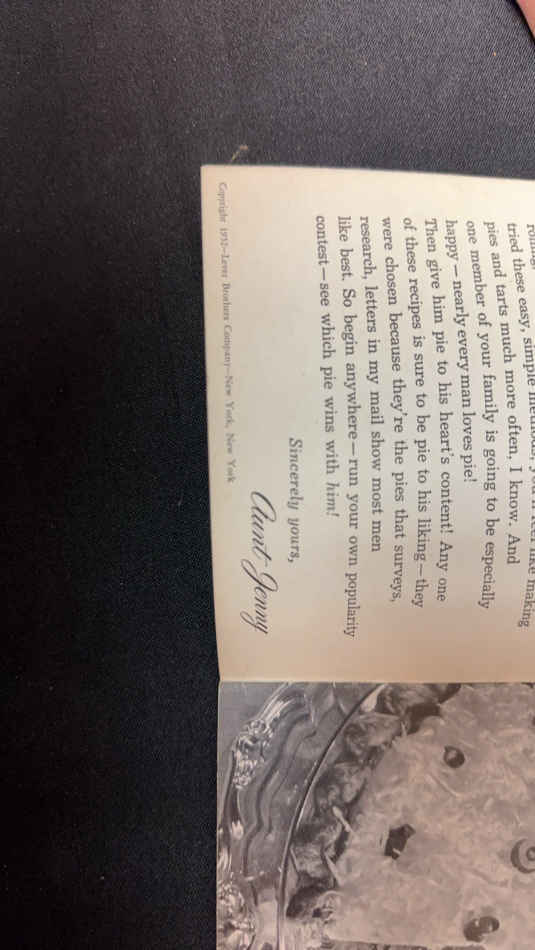 tried these easy, simple methods, you'll feel like making
pies and tarts much more often, I know. And
one member of your family is going to be especially
happy—nearly every man loves pie!
Then give him pie to his heart's content! Any one
of these recipes is sure to be pie to his liking—they
were chosen because they're the pies that surveys,
research, letters in my mail show most men
like best. So begin anywhere—run your own popularity
contest—see which pie wins with him!
Sincerely yours,
Aunt Jenny
Copyright 1952—Lever Brothers Company—New York, New York